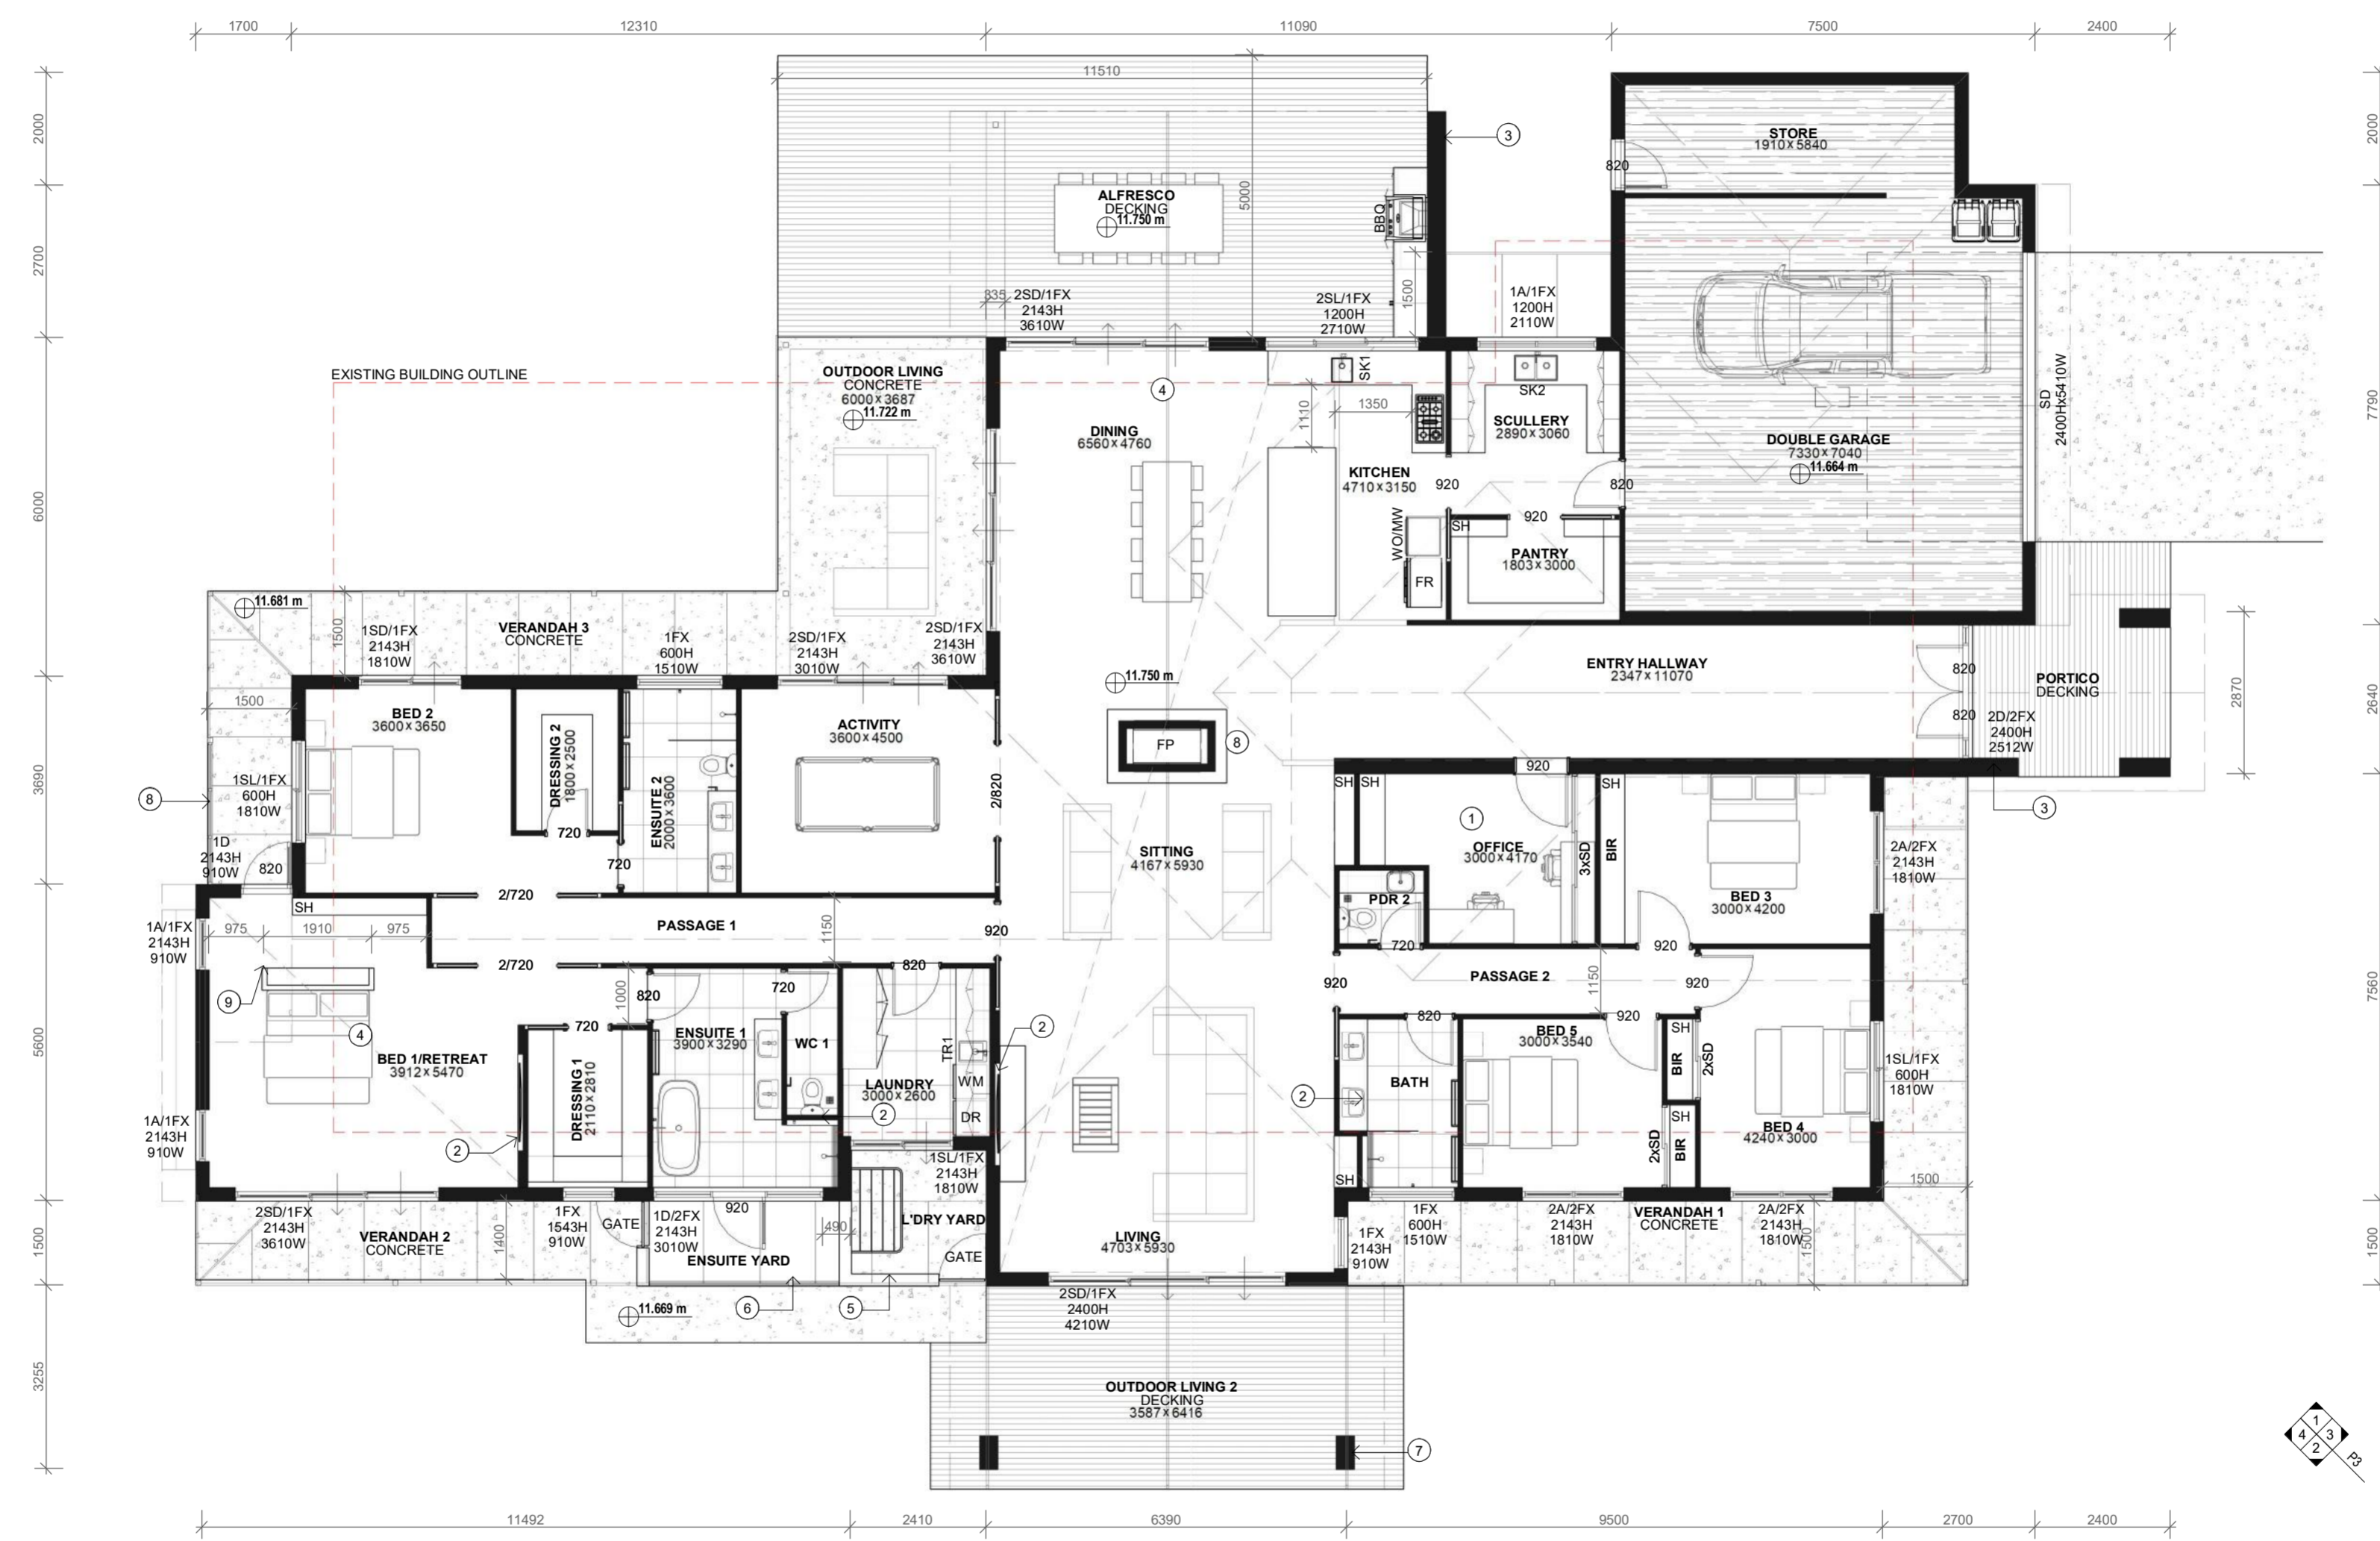 1700
12310
11090
7500
2400
11510
2000
2700
6000
3690
5600
1500
3255
2000
7790
2640
2870
7560
1500
STORE
1910 x 5840
820
3
ALFRESCO
DECKING
11.750 m
5000
BBQ
1500
335
2SD/1FX
2143H
3610W
2SL/1FX
1200H
2710W
1A/1FX
1200H
2110W
SD
2400Hx5410W
EXISTING BUILDING OUTLINE
OUTDOOR LIVING
CONCRETE
6000 x 3687
11.722 m
4
SK1
1110
1350
SK2
DINING
6560 x 4760
SCULLERY
2890 x 3060
DOUBLE GARAGE
7330 x 7040
11.664 m
KITCHEN
4710 x 3150
920
820
WO/MW
SH
920
PANTRY
1803 x 3000
FR
11.681 m
1500
1SD/1FX
2143H
1810W
VERANDAH 3
CONCRETE
1FX
600H
1510W
2SD/1FX
2143H
3010W
2SD/1FX
2143H
3610W
11.750 m
ENTRY HALLWAY
2347 x 11070
820
820
2D/2FX
2400H
2512W
PORTICO
DECKING
3
1500
BED 2
3600 x 3650
DRESSING 2
1800 x 2500
720
ENSUITE 2
2000 x 3600
720
ACTIVITY
3600 x 4500
2/820
FP
8
8
1SL/1FX
600H
1810W
1D
2143H
910W
820
SH
SH
920
1
OFFICE
3000 x 4170
3xSD
SH
BIR
BED 3
3000 x 4200
2A/2FX
2143H
1810W
SITTING
4167 x 5930
PDR 2
720
920
2/720
SH
975
1910
975
PASSAGE 1
1150
920
1A/1FX
2143H
910W
2/720
820
9
4
BED 1/RETREAT
3912 x 5470
1000
820
720
720
ENSUITE 1
3900 x 3290
WC 1
2
DRESSING 1
2110 x 2810
2
LAUNDRY
3000 x 2600
TR1
WM
DR
2
1A/1FX
2143H
910W
920
PASSAGE 2
1150
920
820
920
BATH
2
SH
BED 5
3000 x 3540
SH
BIR
2xSD
SH
BIR
2xSD
BED 4
4240 x 3000
1SL/1FX
600H
1810W
1500
2SD/1FX
2143H
3610W
VERANDAH 2
CONCRETE
1400
1FX
1543H
910W
GATE
1D/2FX
2143H
3010W
920
490
ENSUITE YARD
6
5
1SL/1FX
2143H
1810W
L'DRY YARD
GATE
11.669 m
LIVING
4703 x 5930
2SD/1FX
2400H
4210W
1FX
2143H
910W
1FX
600H
1510W
2A/2FX
2143H
1810W
VERANDAH 1
CONCRETE
2A/2FX
2143H
1810W
1500
OUTDOOR LIVING 2
DECKING
3587 x 6416
7
1
4
3
2
P3
11492
2410
6390
9500
2700
2400